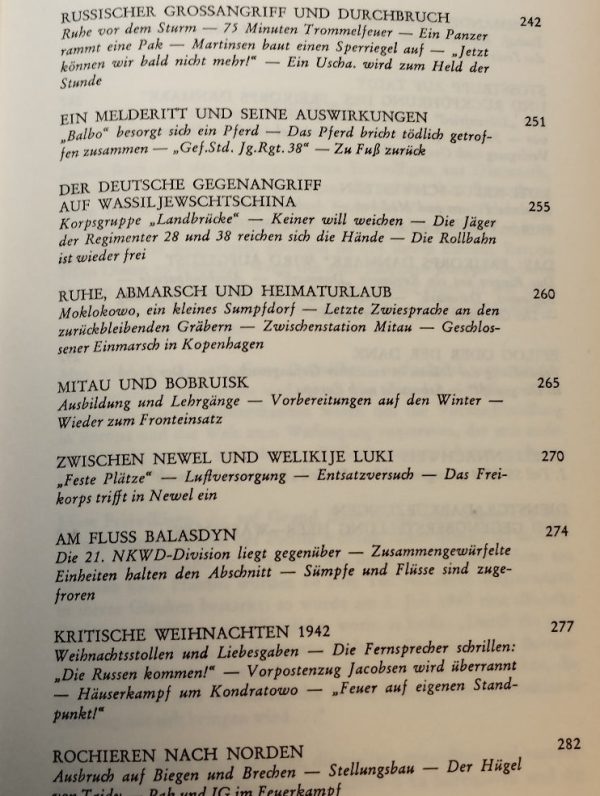 RUSSISCHER GROSSANGRIFF UND DURCHBRUCH 242
Ruhe vor dem Sturm — 75 Minuten Trommelfeuer — Ein Panzer
rammt eine Pak — Martinsen baut einen Sperriegel auf — „Jetzt
können wir bald nicht mehr!“ — Ein Uscha. wird zum Held der
Stunde
EIN MELDERITT UND SEINE AUSWIRKUNGEN 251
„Balbo“ besorgt sich ein Pferd — Das Pferd bricht tödlich getrof-
fen zusammen — „Gef.Std. Jg.Rgt. 38“ — Zu Fuß zurück
DER DEUTSCHE GEGENANGRIFF
AUF WASSILJEWSCHTSCHINA 255
Korpsgruppe „Landbrücke“ — Keiner will weichen — Die Jäger
der Regimenter 28 und 38 reichen sich die Hände — Die Rollbahn
ist wieder frei
RUHE, ABMARSCH UND HEIMATURLAUB 260
Moklokowo, ein kleines Sumpfdorf — Letzte Zwiesprache an den
zurückbleibenden Gräbern — Zwischenstation Mitau — Geschlos-
sener Einmarsch in Kopenhagen
MITAU UND BOBRUISK 265
Ausbildung und Lehrgänge — Vorbereitungen auf den Winter —
Wieder zum Fronteinsatz
ZWISCHEN NEWEL UND WELIKIJE LUKI 270
„Feste Plätze“ — Luftversorgung — Entsatzversuch — Das Frei-
korps trifft in Newel ein
AM FLUSS BALASDYN 274
Die 21. NKWD-Division liegt gegenüber — Zusammengewürfelte
Einheiten halten den Abschnitt — Sümpfe und Flüsse sind zuge-
froren
KRITISCHE WEIHNACHTEN 1942 277
Weihnachtsstollen und Liebesgaben — Die Fernsprecher schrillen:
„Die Russen kommen!“ — Vorpostenzug Jacobsen wird überrannt
— Häuserkampf um Kondratowo — „Feuer auf eigenen Stand-
punkt!“
ROCHIEREN NACH NORDEN 282
Ausbruch auf Biegen und Brechen — Stellungsbau — Der Hügel
von — Pak und IG im Feuerkampf